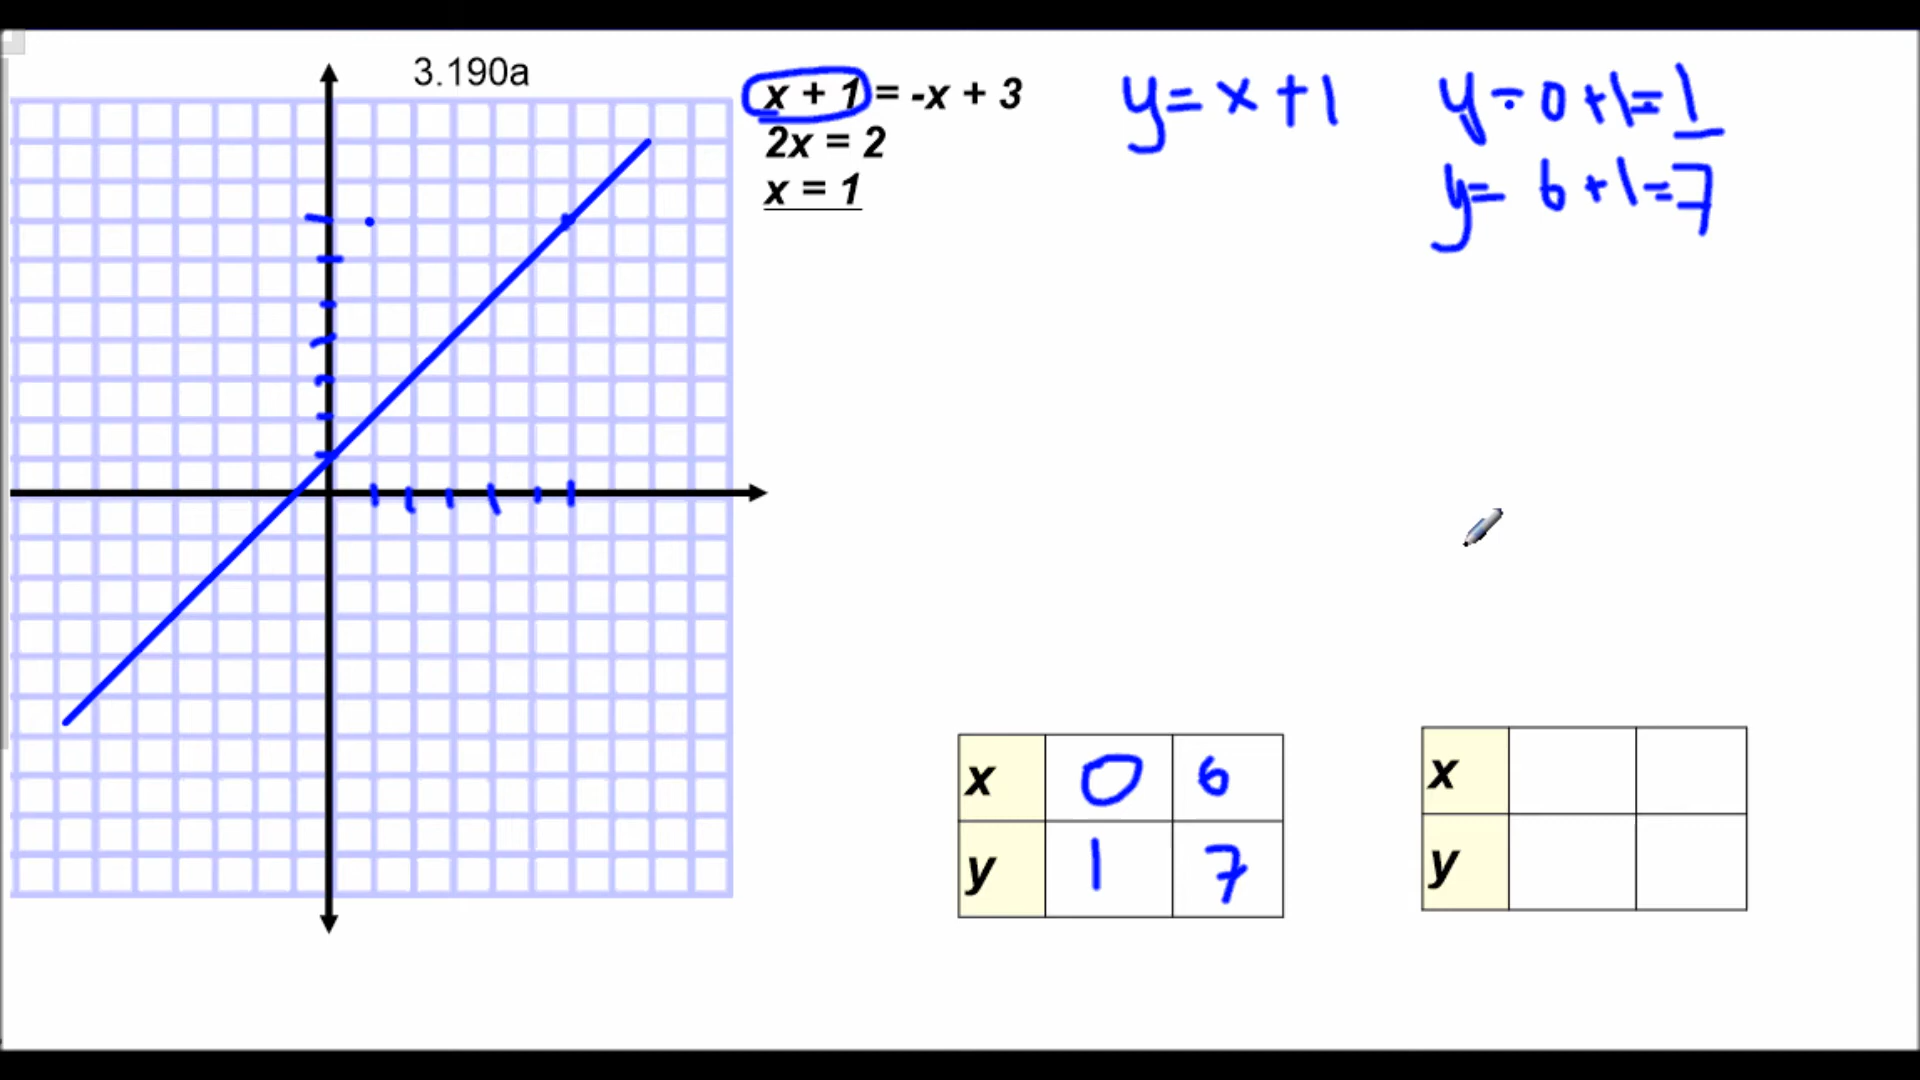 3.190a
x + 1 = -x + 3
2x = 2
x = 1
y = x + 1
y = 0 + 1 = 1
y = 6 + 1 = 7
x 0 6
y 1 7
x
y